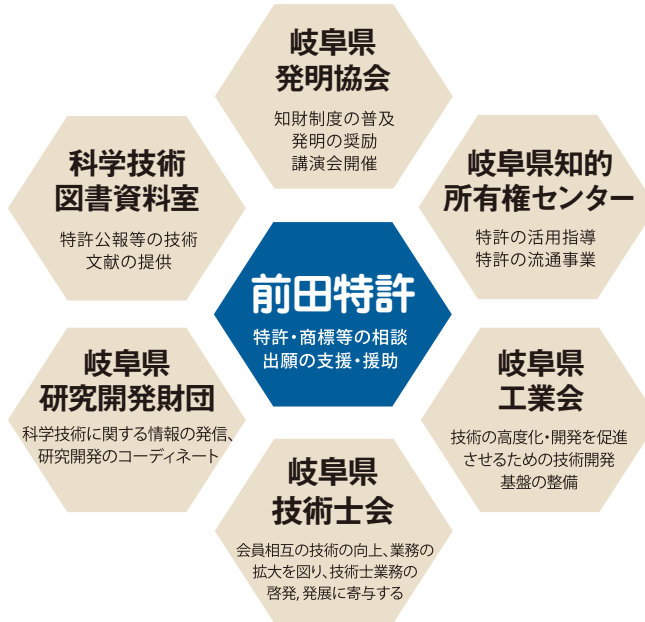 岐阜県
発明協会
知財制度の普及
発明の奨励
講演会開催
科学技術
図書資料室
特許公報等の技術
文献の提供
岐阜県知的
所有権センター
特許の活用指導
特許の流通事業
前田特許
特許・商標等の相談
出願の支援・援助
岐阜県
研究開発財団
科学技術に関する情報の発信、
研究開発のコーディネート
岐阜県
工業会
技術の高度化・開発を促進
させるための技術開発
基盤の整備
岐阜県
技術士会
会員相互の技術の向上、業務の
拡大を図り、技術士業務の
啓発,発展に寄与する